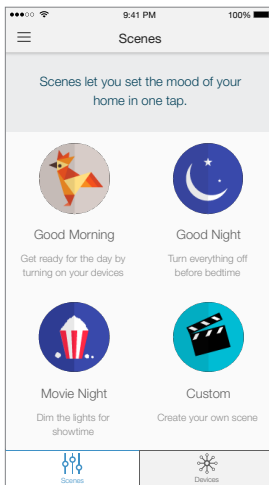 9:41 PM 100%
Scenes
Scenes let you set the mood of your
home in one tap.
Good Morning
Get ready for the day by
turning on your devices
Good Night
Turn everything off
before bedtime
Movie Night
Dim the lights for
showtime
Custom
Create your own scene
Scenes
Devices